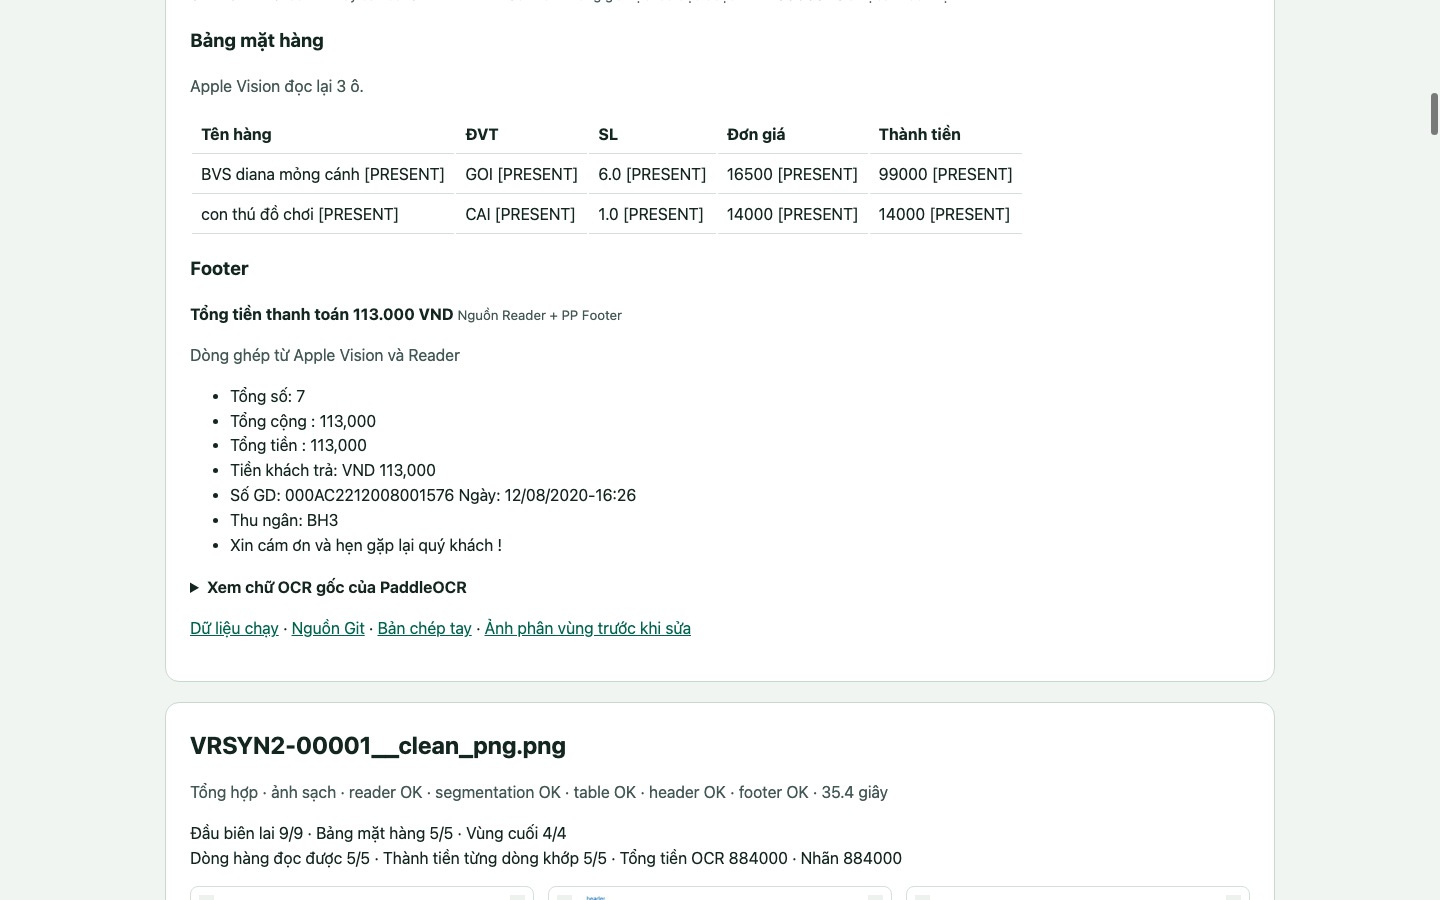 Bảng mặt hàng
Apple Vision đọc lại 3 ô.
Tên hàng ĐVT SL Đơn giá Thành tiền
BVS diana mỏng cánh [PRESENT] GOI [PRESENT] 6.0 [PRESENT] 16500 [PRESENT] 99000 [PRESENT]
con thú đồ chơi [PRESENT] CAI [PRESENT] 1.0 [PRESENT] 14000 [PRESENT] 14000 [PRESENT]
Footer
Tổng tiền thanh toán 113.000 VND Nguồn Reader + PP Footer
Dòng ghép từ Apple Vision và Reader
• Tổng số: 7
• Tổng cộng : 113,000
• Tổng tiền : 113,000
• Tiền khách trả: VND 113,000
• Số GD: 000AC2212008001576 Ngày: 12/08/2020-16:26
• Thu ngân: BH3
• Xin cám ơn và hẹn gặp lại quý khách !
▶ Xem chữ OCR gốc của PaddleOCR
Dữ liệu chạy · Nguồn Git · Bản chép tay · Ảnh phân vùng trước khi sửa
VRSYN2-00001__clean_png.png
Tổng hợp · ảnh sạch · reader OK · segmentation OK · table OK · header OK · footer OK · 35.4 giây
Đầu biên lai 9/9 · Bảng mặt hàng 5/5 · Vùng cuối 4/4
Dòng hàng đọc được 5/5 · Thành tiền từng dòng khớp 5/5 · Tổng tiền OCR 884000 · Nhãn 884000
header